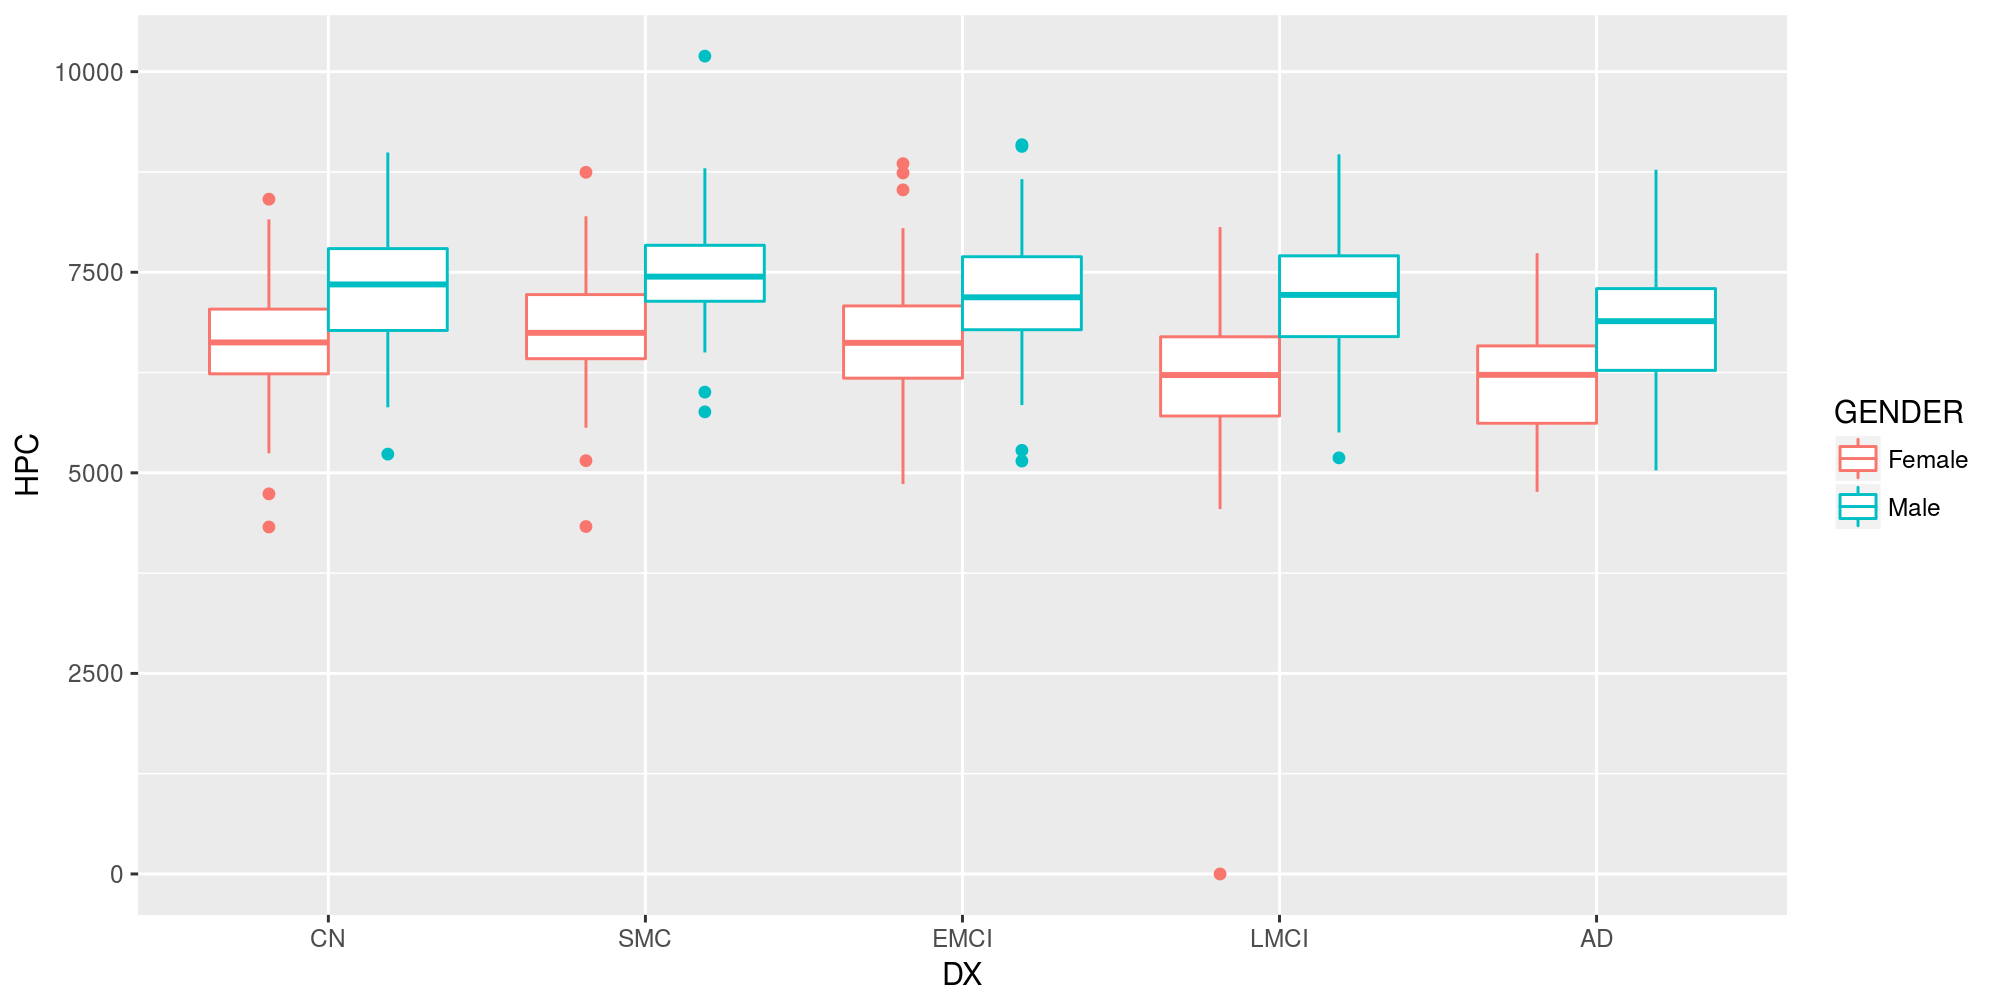 HPC
10000
7500
5000
2500
0
CN SMC EMCI LMCI AD
DX
GENDER
Female
Male